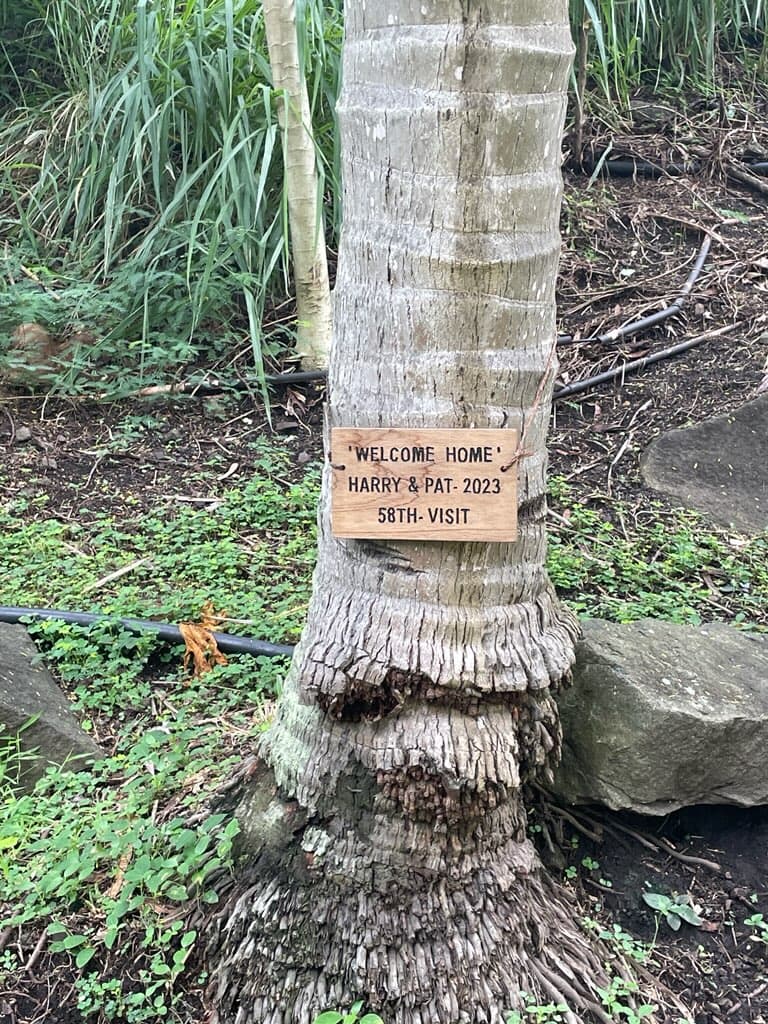 'WELCOME HOME'
HARRY & PAT- 2023
58TH- VISIT